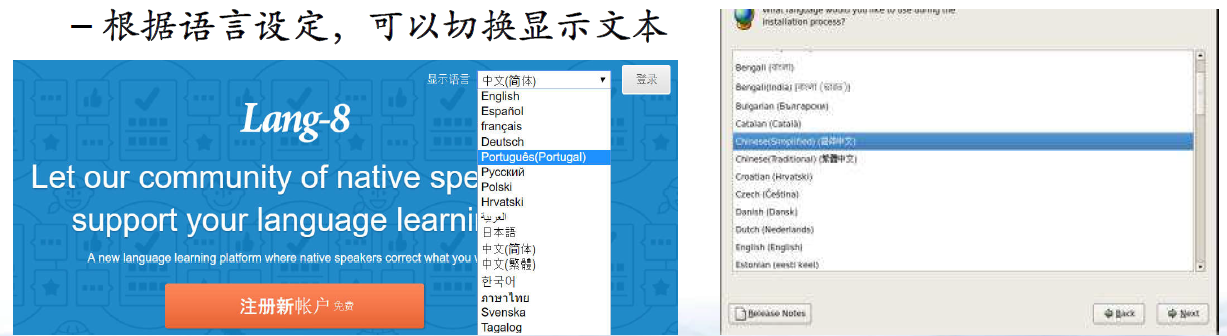 – 根据语言设定，可以切换显示文本
显示语言 中文(简体) 登录
English
Español
français
Deutsch
Português(Portugal)
Русский
Polski
Hrvatski
العربية
日本語
中文(简体)
中文(繁體)
한국어
ภาษาไทย
Svenska
Tagalog
Lang-8
Let our community of native spe
support your language learnin
A new language learning platform where native speakers correct what you
注册新帐户 免费
What language would you like to use during the
installation process?
Bengali (বাংলা)
Bengali(India) (বাংলা
Bulgarian (Български)
Catalan (Català)
Chinese(Simplified) (简体中文)
Chinese(Traditional) (繁體中文)
Croatian (Hrvatski)
Czech (Čeština)
Danish (Dansk)
Dutch (Nederlands)
English (English)
Estonian (eesti keel)
Release Notes
Back
Next